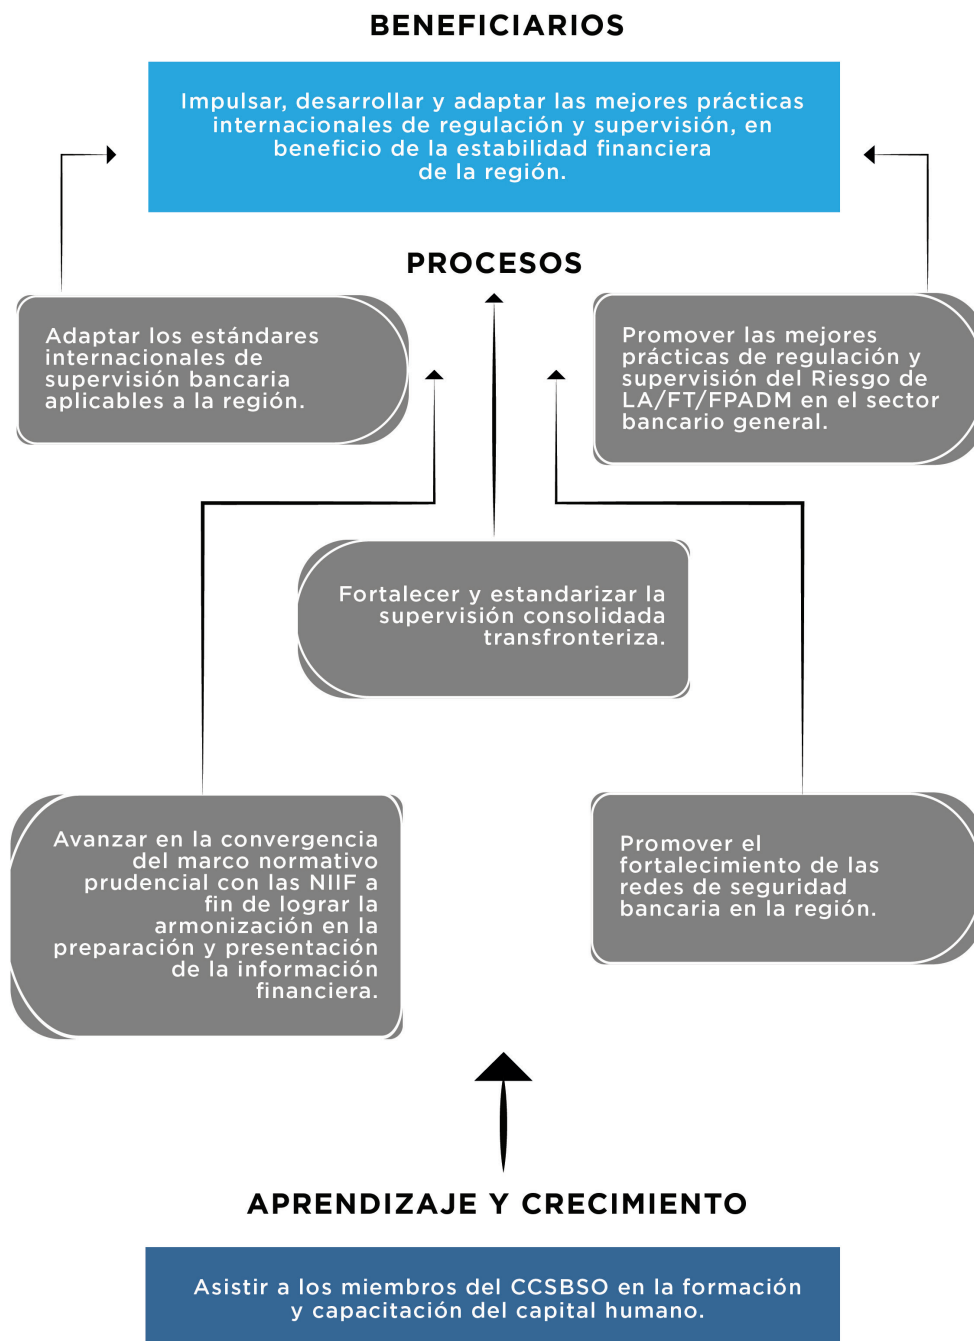 BENEFICIARIOS
Impulsar, desarrollar y adaptar las mejores prácticas
internacionales de regulación y supervisión, en
beneficio de la estabilidad financiera
de la región.
PROCESOS
Adaptar los estándares
internacionales de
supervisión bancaria
aplicables a la región.
Promover las mejores
prácticas de regulación y
supervisión del Riesgo de
LA/FT/FPADM en el sector
bancario general.
Fortalecer y estandarizar la
supervisión consolidada
transfronteriza.
Avanzar en la convergencia
del marco normativo
prudencial con las NIIF a
fin de lograr la
armonización en la
preparación y presentación
de la información
financiera.
Promover el
fortalecimiento de las
redes de seguridad
bancaria en la región.
APRENDIZAJE Y CRECIMIENTO
Asistir a los miembros del CCSBSO en la formación
y capacitación del capital humano.